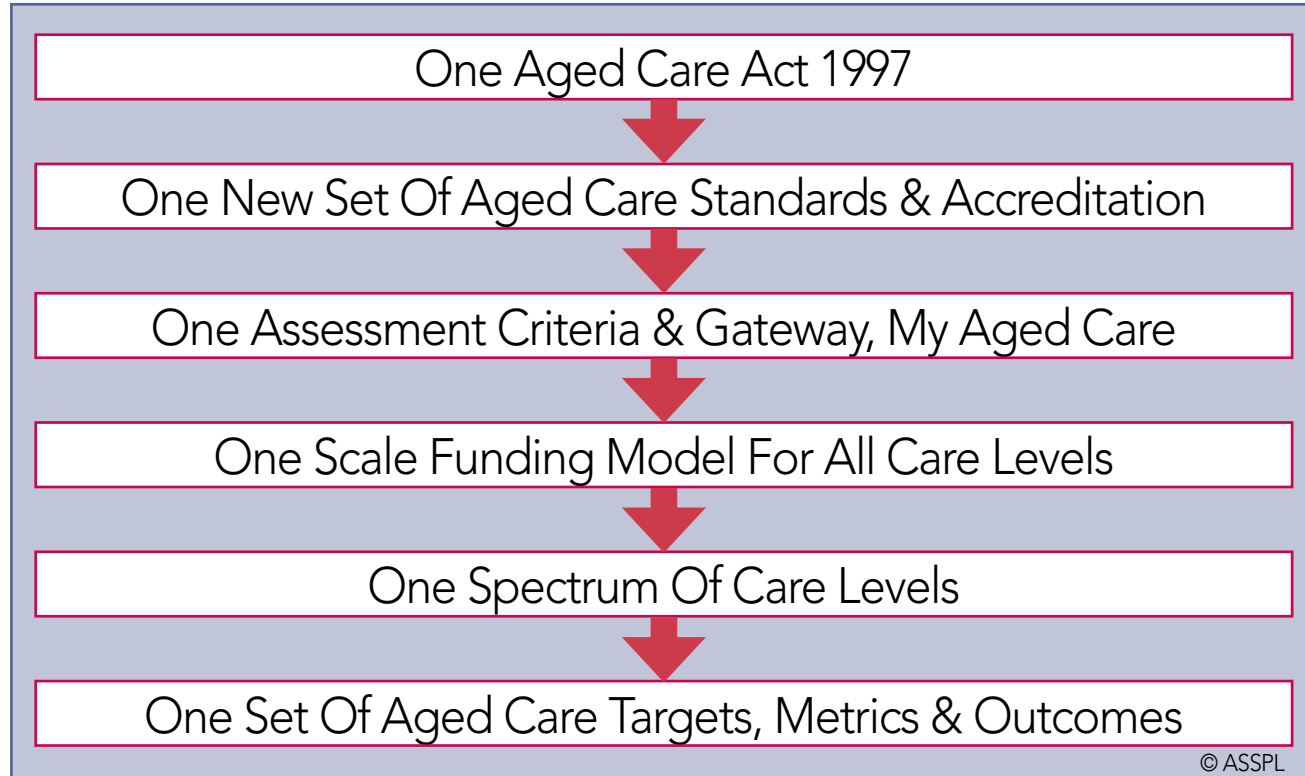 One Aged Care Act 1997
One New Set Of Aged Care Standards & Accreditation
One Assessment Criteria & Gateway, My Aged Care
One Scale Funding Model For All Care Levels
One Spectrum Of Care Levels
One Set Of Aged Care Targets, Metrics & Outcomes
© ASSPL